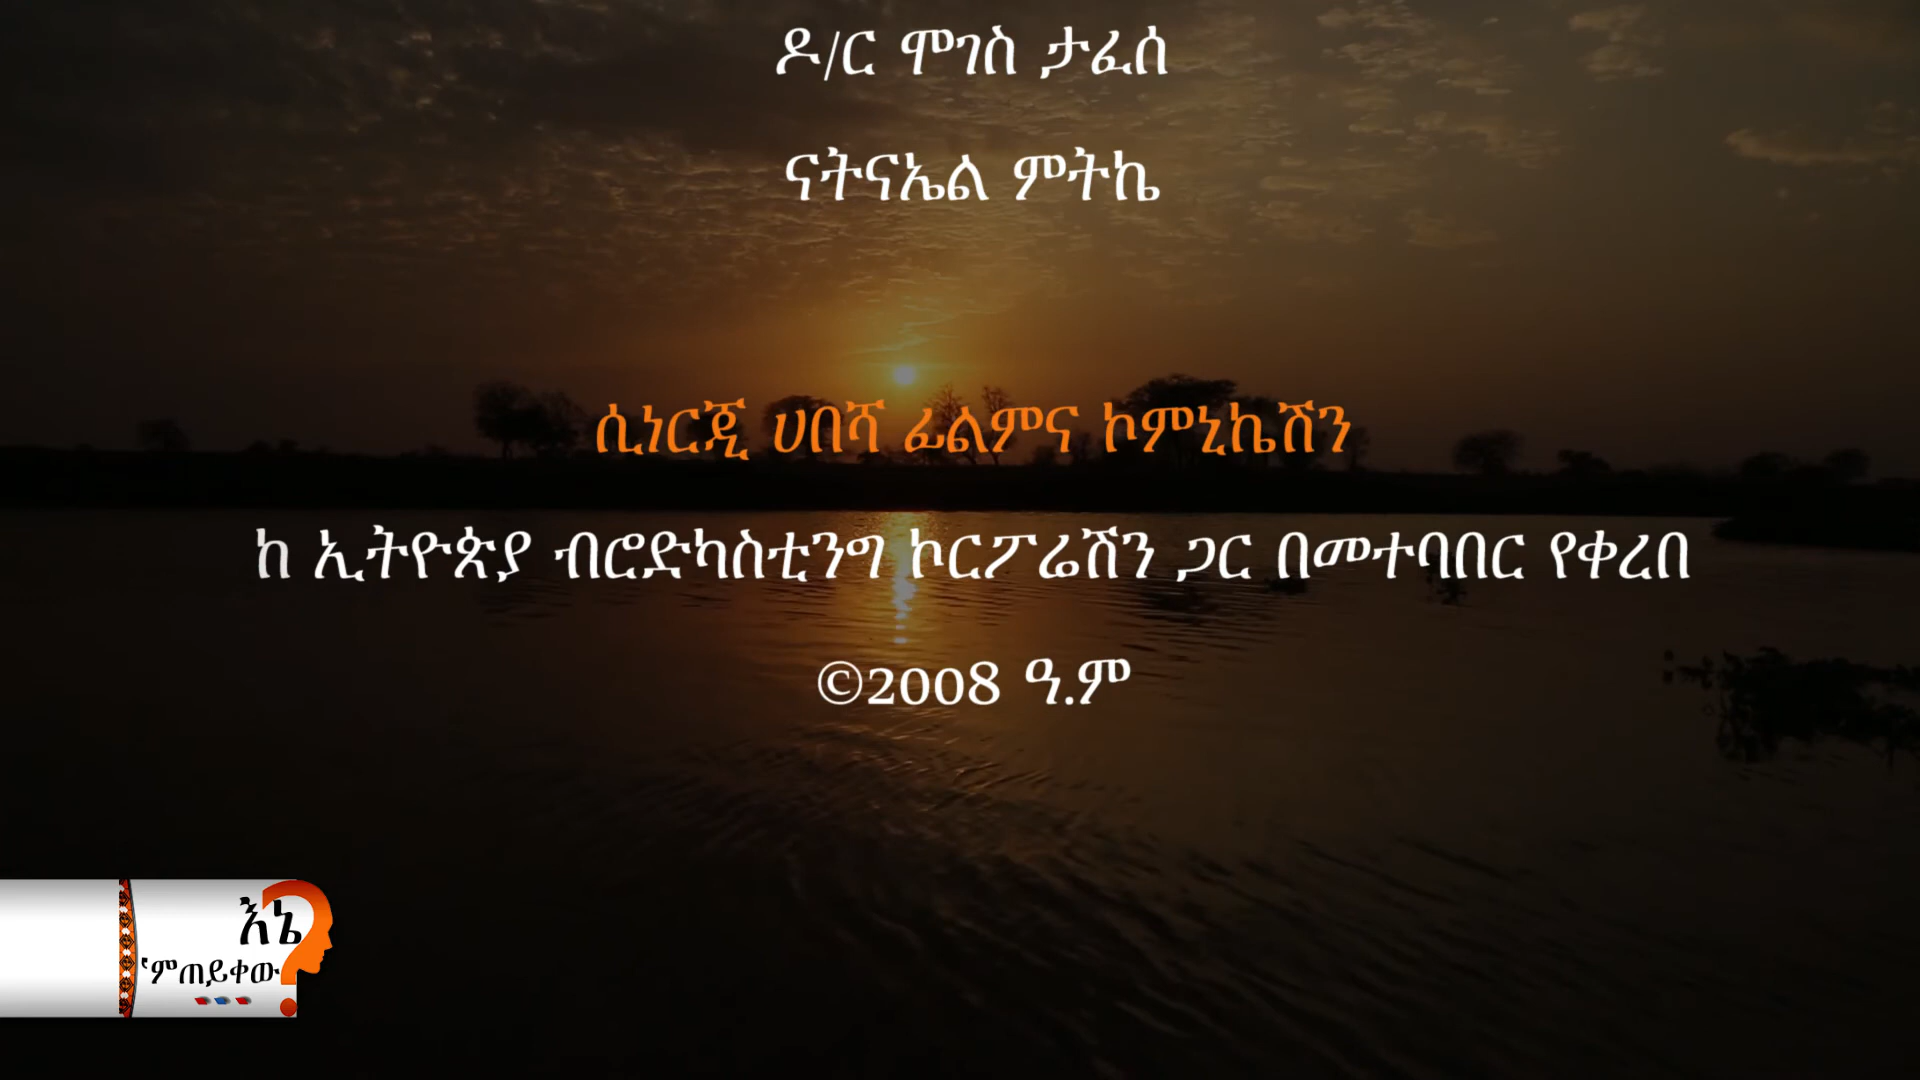 ዶ/ር ሞገስ ታፈሰ
ናትናኤል ምትኬ
ሲነርጂ ሀበሻ ፊልምና ኮምኒኬሽን
ከ ኢትዮጵያ ብሮድካስቲንግ ኮርፖሬሽን ጋር በመተባበር የቀረበ
©2008 ዓ.ም
እኔ
'ምጠይቀው